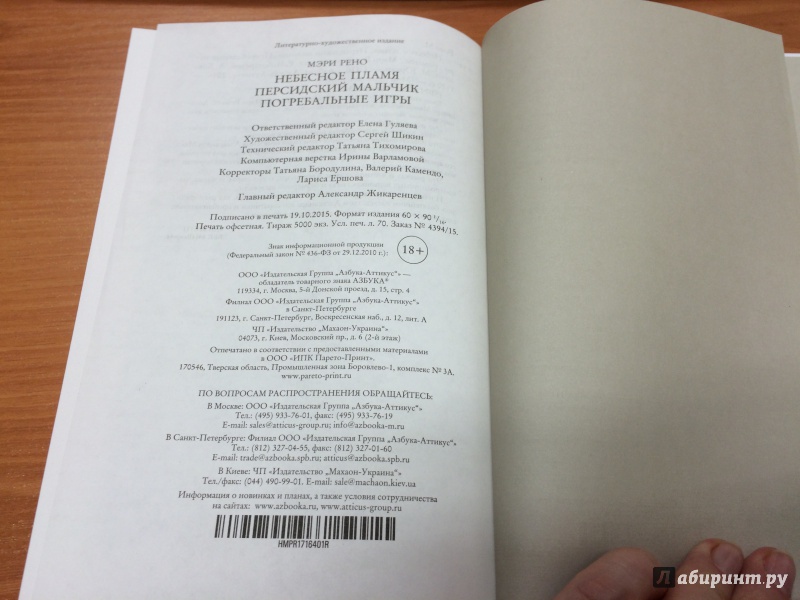 Литературно-художественное издание
МЭРИ РЕНО
НЕБЕСНОЕ ПЛАМЯ
ПЕРСИДСКИЙ МАЛЬЧИК
ПОГРЕБАЛЬНЫЕ ИГРЫ
Ответственный редактор Елена Гуляева
Художественный редактор Сергей Шикин
Технический редактор Татьяна Тихомирова
Компьютерная верстка Ирины Варламовой
Корректоры Татьяна Бородулина, Валерий Камендо,
Лариса Ершова
Главный редактор Александр Жикаренцев
Подписано в печать 19.10.2015. Формат издания 60 × 90 1/16.
Печать офсетная. Тираж 5000 экз. Усл. печ. л. 70. Заказ № 4394/15.
Знак информационной продукции
(Федеральный закон № 436-ФЗ от 29.12.2010 г.):
18+
ООО «Издательская Группа „Азбука-Аттикус“» —
обладатель товарного знака АЗБУКА®
119334, г. Москва, 5-й Донской проезд, д. 15, стр. 4
Филиал ООО «Издательская Группа „Азбука-Аттикус“»
в Санкт-Петербурге
191123, г. Санкт-Петербург, Воскресенская наб., д. 12, лит. А
ЧП «Издательство „Махаон-Украина“»
04073, г. Киев, Московский пр., д. 6 (2-й этаж)
Отпечатано в соответствии с предоставленными материалами
в ООО «ИПК Парето-Принт».
170546, Тверская область, Промышленная зона Боровлево-1, комплекс № 3А.
www.pareto-print.ru
ПО ВОПРОСАМ РАСПРОСТРАНЕНИЯ ОБРАЩАЙТЕСЬ:
В Москве: ООО «Издательская Группа „Азбука-Аттикус“»
Тел.: (495) 933-76-01, факс: (495) 933-76-19
E-mail: sales@atticus-group.ru; info@azbooka-m.ru
В Санкт-Петербурге: Филиал ООО «Издательская Группа „Азбука-Аттикус“»
Тел.: (812) 327-04-55, факс: (812) 327-01-60
E-mail: trade@azbooka.spb.ru; atticus@azbooka.spb.ru
В Киеве: ЧП «Издательство „Махаон-Украина“»
Тел./факс: (044) 490-99-01. E-mail: sale@machaon.kiev.ua
Информация о новинках и планах, а также условия сотрудничества
на сайтах: www.azbooka.ru, www.atticus-group.ru
HMPR1716401R
Лабиринт.ру